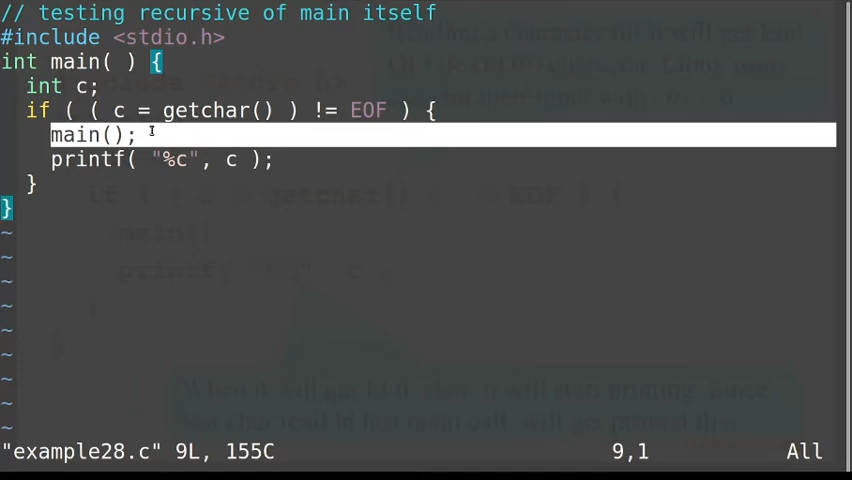 // testing recursive of main itself
#include <stdio.h>
int main( ) {
  int c;
  if ( ( c = getchar() ) != EOF ) {
    main();
    printf( "%c", c );
  }
}
~
~
~
~
~
~
~
~
~
"example28.c" 9L, 155C 9,1 All